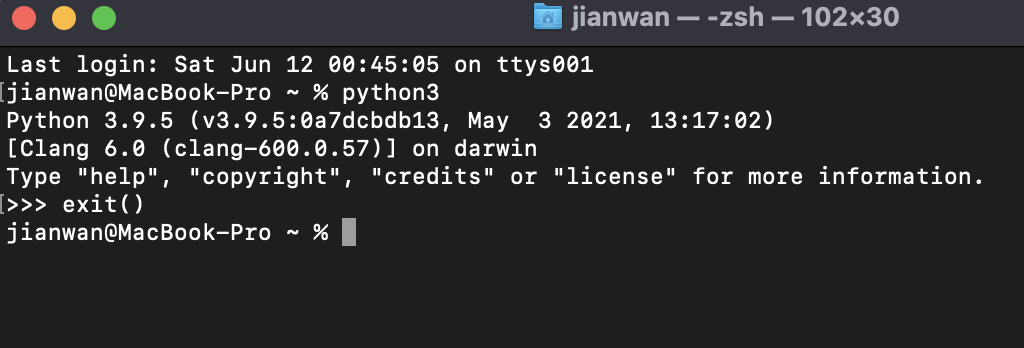 jianwan — -zsh — 102×30
Last login: Sat Jun 12 00:45:05 on ttys001
[jianwan@MacBook-Pro ~ % python3
Python 3.9.5 (v3.9.5:0a7dcbdb13, May  3 2021, 13:17:02)
[Clang 6.0 (clang-600.0.57)] on darwin
Type "help", "copyright", "credits" or "license" for more information.
[>>> exit()
jianwan@MacBook-Pro ~ %